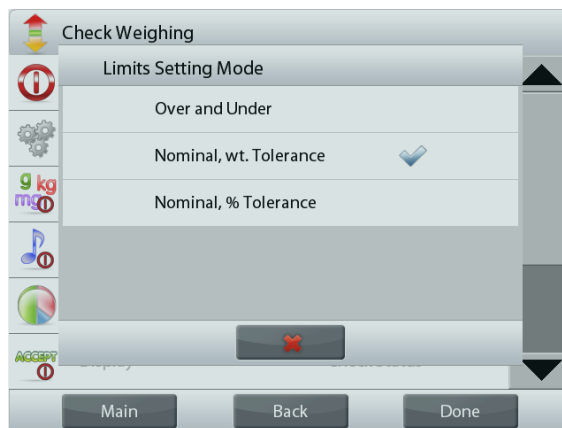 Check Weighing
Limits Setting Mode
Over and Under
Nominal, wt. Tolerance
Nominal, % Tolerance
g kg
mg
ACCEPT
Display
Main
Back
Done